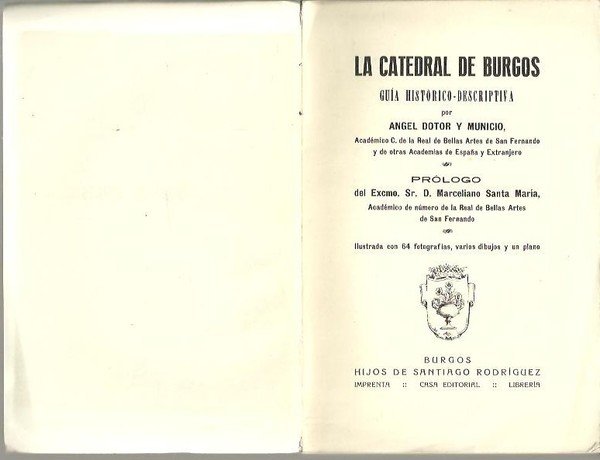 LA CATEDRAL DE BURGOS
GUÍA HISTÓRICO-DESCRIPTIVA
por
ANGEL DOTOR Y MUNICIO,
Académico C. de la Real de Bellas Artes de San Fernando
y de otras Academias de España y Extranjero
PRÓLOGO
del Excmo. Sr. D. Marceliano Santa Maria,
Académico de número de la Real de Bellas Artes
de San Fernando
Ilustrada con 64 fotografías, varios dibujos y un plano
BURGOS
HIJOS DE SANTIAGO RODRÍGUEZ
IMPRENTA :: CASA EDITORIAL :: LIBRERÍA